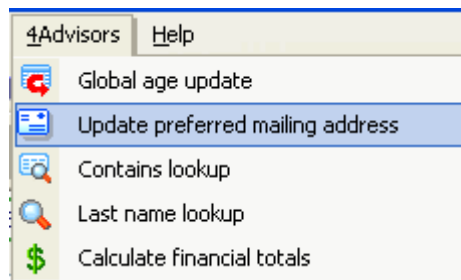 4Advisors Help
Global age update
Update preferred mailing address
Contains lookup
Last name lookup
Calculate financial totals